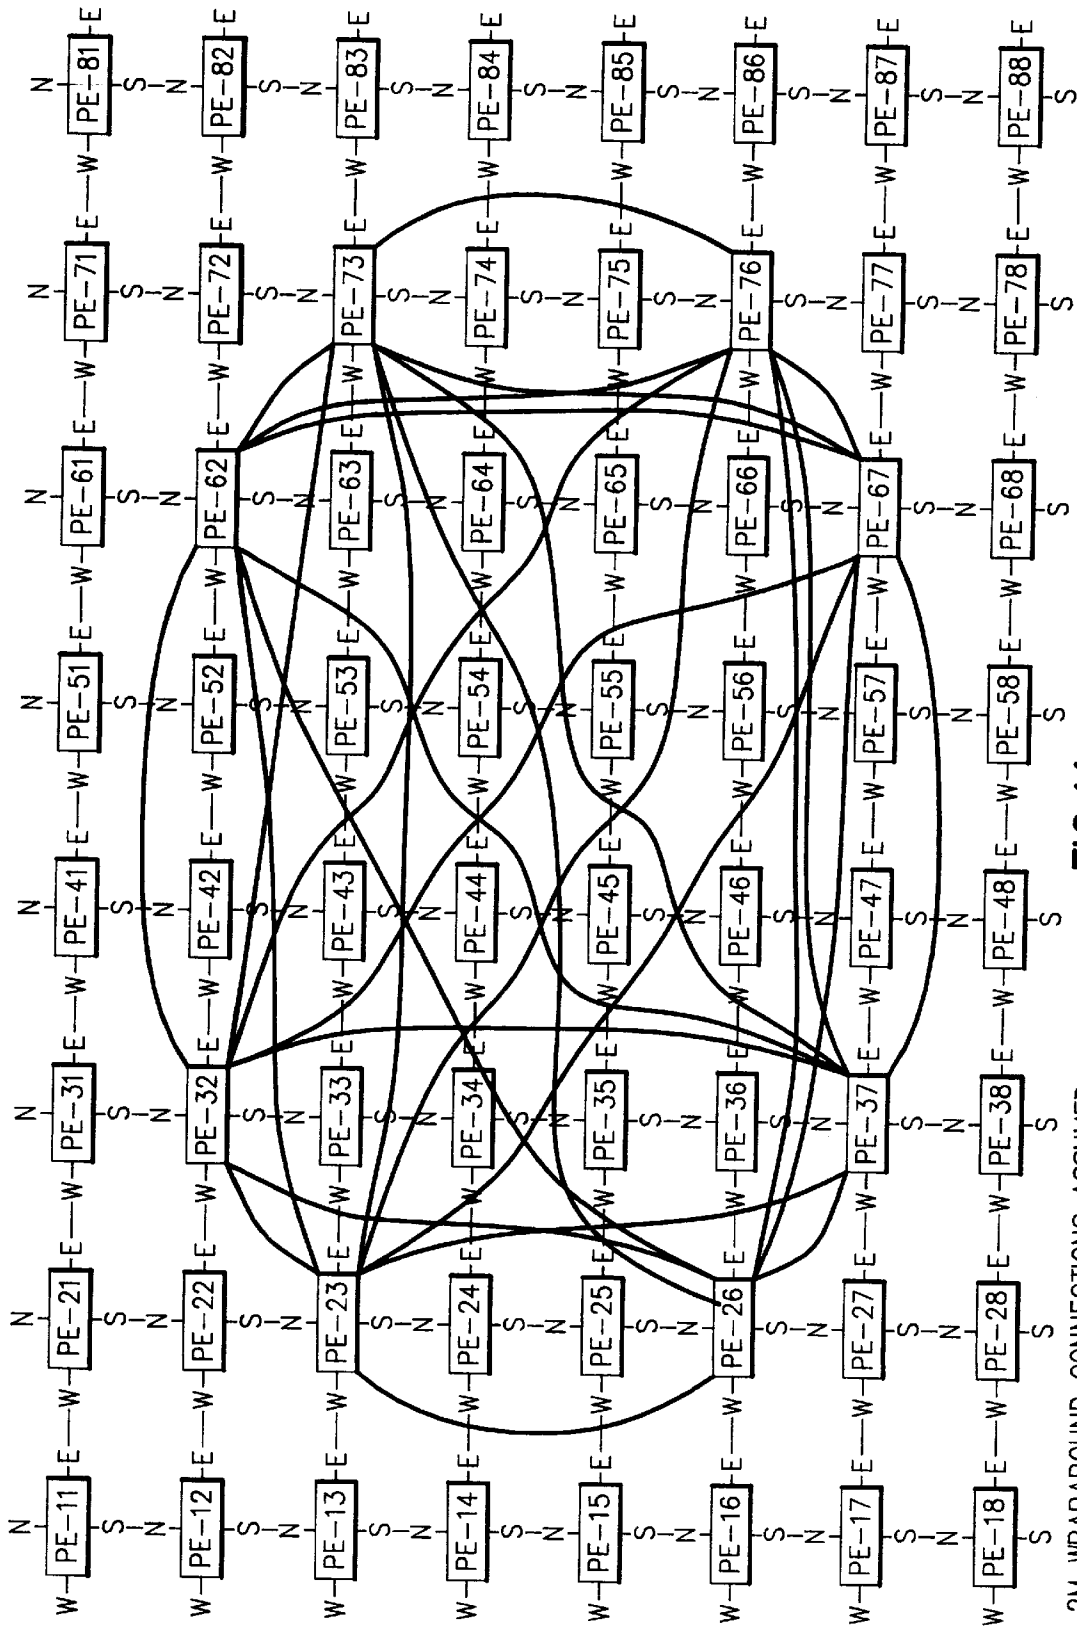 N N N N N N N N
W PE-11 E W PE-21 E W PE-31 E W PE-41 E W PE-51 E W PE-61 E W PE-71 E W PE-81 E
S S S S S S S S
N N N N N N N N
W PE-12 E W PE-22 E W PE-32 E W PE-42 E W PE-52 E W PE-62 E W PE-72 E W PE-82 E
S S S S S S S S
N N N N N N N N
W PE-13 E W PE-23 E W PE-33 E W PE-43 E W PE-53 E W PE-63 E W PE-73 E W PE-83 E
S S S S S S S S
N N N N N N N N
W PE-14 E W PE-24 E W PE-34 E W PE-44 E W PE-54 E W PE-64 E W PE-74 E W PE-84 E
S S S S S S S S
N N N N N N N N
W PE-15 E W PE-25 E W PE-35 E W PE-45 E W PE-55 E W PE-65 E W PE-75 E W PE-85 E
S S S S S S S S
N N N N N N N N
W PE-16 E W PE-26 E W PE-36 E W PE-46 E W PE-56 E W PE-66 E W PE-76 E W PE-86 E
S S S S S S S S
N N N N N N N N
W PE-17 E W PE-27 E W PE-37 E W PE-47 E W PE-57 E W PE-67 E W PE-77 E W PE-87 E
S S S S S S S S
N N N N N N N N
W PE-18 E W PE-28 E W PE-38 E W PE-48 E W PE-58 E W PE-68 E W PE-78 E W PE-88 E
S S S S S S S S
2M WRAPAROUND CONNECTIONS ASSUMED
FIG.